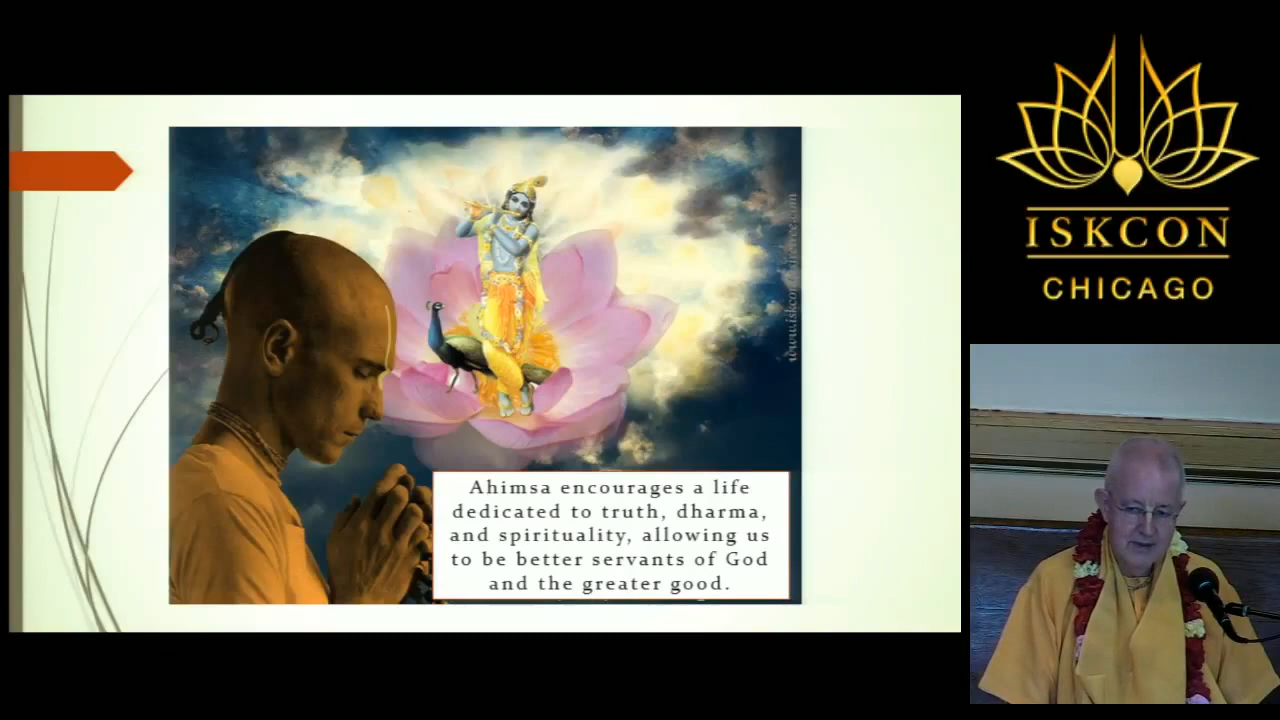 Ahimsa encourages a life
dedicated to truth, dharma,
and spirituality, allowing us
to be better servants of God
and the greater good.
ISKCON
CHICAGO